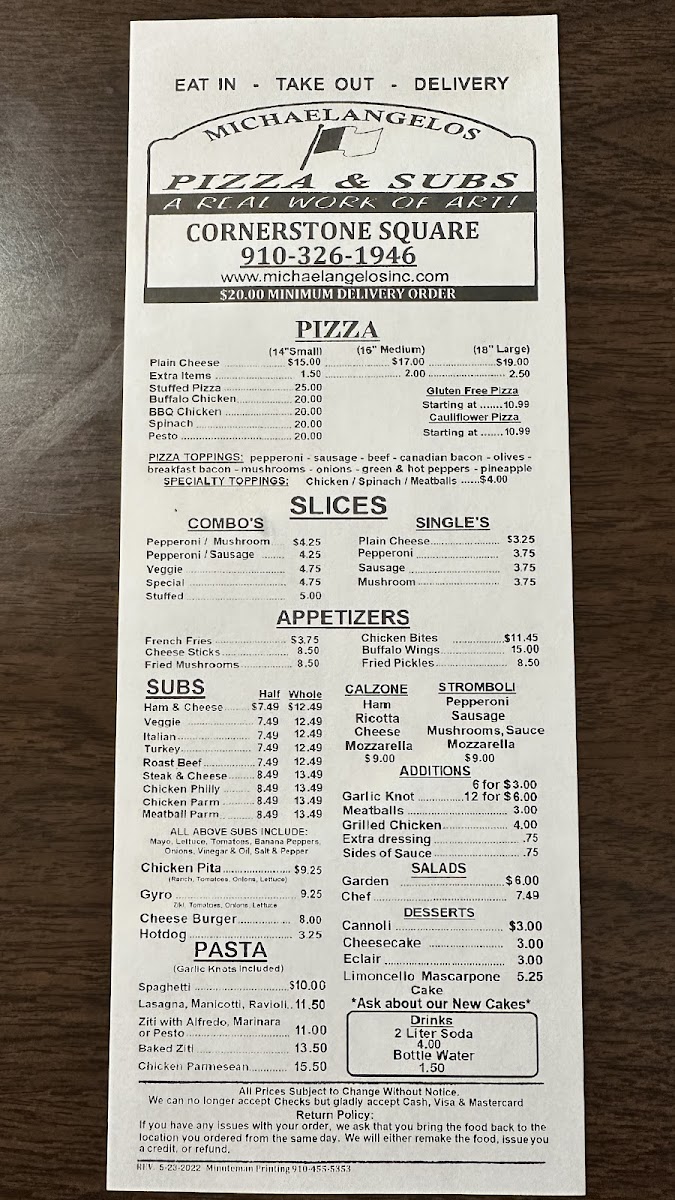 EAT IN - TAKE OUT - DELIVERY
MICHAELANGELOS
PIZZA & SUBS
A REAL WORK OF ART!
CORNERSTONE SQUARE
910-326-1946
www.michaelangelosinc.com
$20.00 MINIMUM DELIVERY ORDER
PIZZA
(14"Small) (16" Medium) (18" Large)
Plain Cheese $15.00 $17.00 $19.00
Extra Items 1.50 2.00 2.50
Stuffed Pizza 25.00
Buffalo Chicken 20.00
BBQ Chicken 20.00
Spinach 20.00
Pesto 20.00
Gluten Free Pizza
Starting at .......10.99
Cauliflower Pizza
Starting at .......10.99
PIZZA TOPPINGS: pepperoni - sausage - beef - canadian bacon - olives -
breakfast bacon - mushrooms - onions - green & hot peppers - pineapple
SPECIALTY TOPPINGS: Chicken / Spinach / Meatballs ......$4.00
SLICES
COMBO'S
Pepperoni / Mushroom $4.25
Pepperoni / Sausage 4.25
Veggie 4.75
Special 4.75
Stuffed 5.00
SINGLE'S
Plain Cheese $3.25
Pepperoni 3.75
Sausage 3.75
Mushroom 3.75
APPETIZERS
French Fries $3.75
Cheese Sticks 8.50
Fried Mushrooms 8.50
Chicken Bites $11.45
Buffalo Wings 15.00
Fried Pickles 8.50
SUBS Half Whole
Ham & Cheese $7.49 $12.49
Veggie 7.49 12.49
Italian 7.49 12.49
Turkey 7.49 12.49
Roast Beef 7.49 12.49
Steak & Cheese 8.49 13.49
Chicken Philly 8.49 13.49
Chicken Parm 8.49 13.49
Meatball Parm 8.49 13.49
ALL ABOVE SUBS INCLUDE:
Mayo, Lettuce, Tomatoes, Banana Peppers,
Onions, Vinegar & Oil, Salt & Pepper
Chicken Pita $9.25
(Ranch, Tomatoes, Onions, Lettuce)
Gyro 9.25
Ziki, Tomatoes, Onions, Lettuce
Cheese Burger 8.00
Hotdog 3.25
PASTA
(Garlic Knots Included)
Spaghetti $10.00
Lasagna, Manicotti, Ravioli.. 11.50
Ziti with Alfredo, Marinara
or Pesto 11.00
Baked Ziti 13.50
Chicken Parmesean 15.50
CALZONE
Ham
Ricotta
Cheese
Mozzarella
$9.00
STROMBOLI
Pepperoni
Sausage
Mushrooms, Sauce
Mozzarella
$9.00
ADDITIONS
6 for $3.00
Garlic Knot 12 for $6.00
Meatballs 3.00
Grilled Chicken 4.00
Extra dressing .75
Sides of Sauce .75
SALADS
Garden $6.00
Chef 7.49
DESSERTS
Cannoli $3.00
Cheesecake 3.00
Eclair 3.00
Limoncello Mascarpone 5.25
Cake
*Ask about our New Cakes*
Drinks
2 Liter Soda
4.00
Bottle Water
1.50
All Prices Subject to Change Without Notice.
We can no longer accept Checks but gladly accept Cash, Visa & Mastercard
Return Policy:
If you have any issues with your order, we ask that you bring the food back to the
location you ordered from the same day. We will either remake the food, issue you
a credit, or refund.
REV. 5-23-2022 Minuteman Printing 910-455-5353